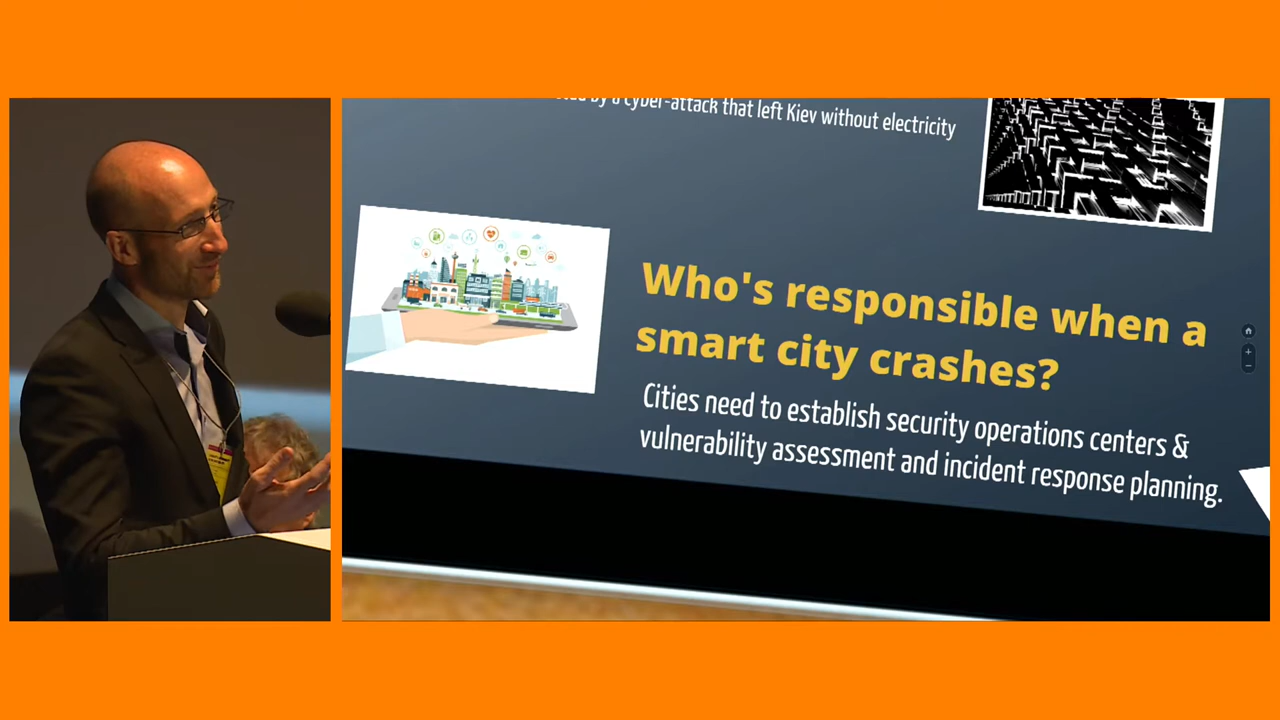 by a cyber-attack that left Kiev without electricity
Who's responsible when a
smart city crashes?
Cities need to establish security operations centers &
vulnerability assessment and incident response planning.